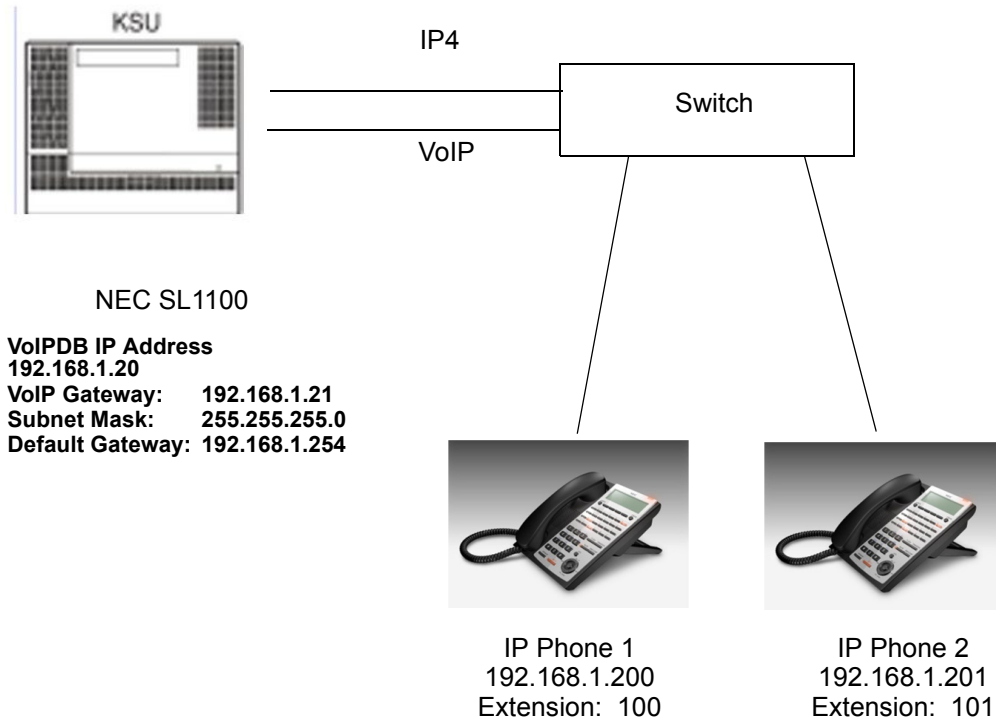 KSU
IP4
Switch
VoIP
NEC SL1100
VoIPDB IP Address
192.168.1.20
VoIP Gateway: 192.168.1.21
Subnet Mask: 255.255.255.0
Default Gateway: 192.168.1.254
IP Phone 1
192.168.1.200
Extension: 100
IP Phone 2
192.168.1.201
Extension: 101